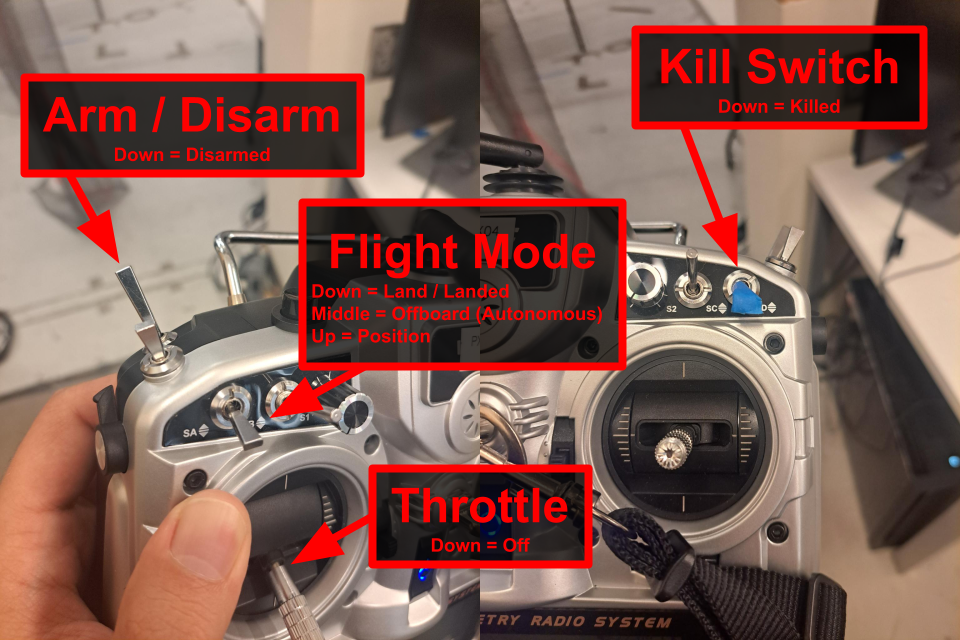 Arm / Disarm
Down = Disarmed
Kill Switch
Down = Killed
Flight Mode
Down = Land / Landed
Middle = Offboard (Autonomous)
Up = Position
SA
S1
S2
SC
Throttle
Down = Off
ETRY RADIO SYSTEM